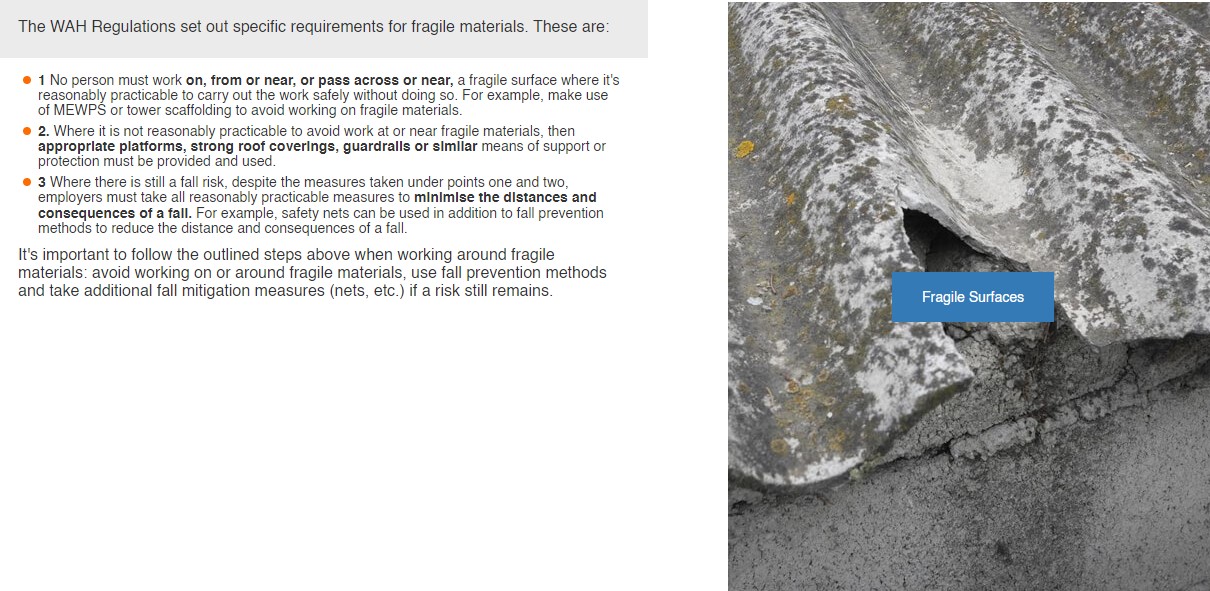 The WAH Regulations set out specific requirements for fragile materials. These are:
1 No person must work on, from or near, or pass across or near, a fragile surface where it's
reasonably practicable to carry out the work safely without doing so. For example, make use
of MEWPS or tower scaffolding to avoid working on fragile materials.
2. Where it is not reasonably practicable to avoid work at or near fragile materials, then
appropriate platforms, strong roof coverings, guardrails or similar means of support or
protection must be provided and used.
3 Where there is still a fall risk, despite the measures taken under points one and two,
employers must take all reasonably practicable measures to minimise the distances and
consequences of a fall. For example, safety nets can be used in addition to fall prevention
methods to reduce the distance and consequences of a fall.
It's important to follow the outlined steps above when working around fragile
materials: avoid working on or around fragile materials, use fall prevention methods
and take additional fall mitigation measures (nets, etc.) if a risk still remains.
Fragile Surfaces